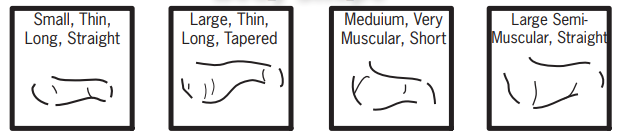 Small, Thin,
Long, Straight
Large, Thin,
Long, Tapered
Meduium, Very
Muscular, Short
Large Semi-
Muscular, Straight